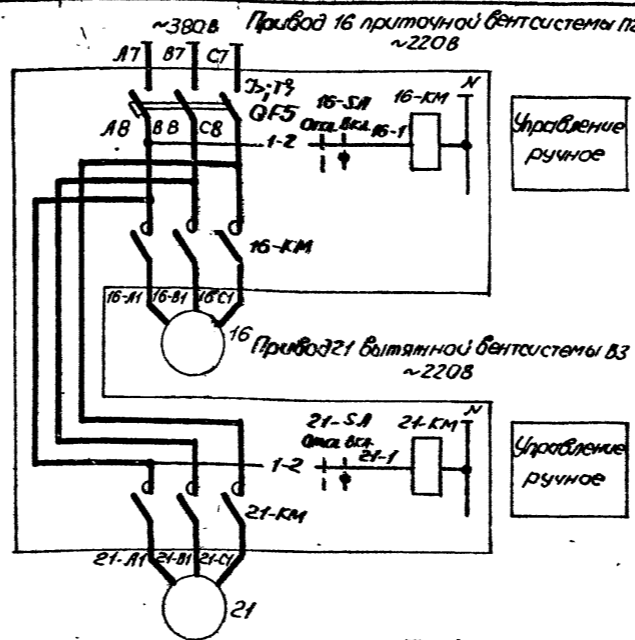 ~380В Привод 16 приточной вентсистемы
~220В
А7 В7 С7
16-SA 16-КМ N
QF5 Откл. Вкл. 16-1
Управление
ручное
А8 В8 С8 1-2
16-КМ
16-А1 16-В1 16-С1
16 Привод 21 вытяжной вентсистемы В3
~220В
21-SA 21-КМ N
Откл. Вкл. 21-1
Управление
ручное
1-2
21-КМ
21-А1 21-В1 21-С1
21